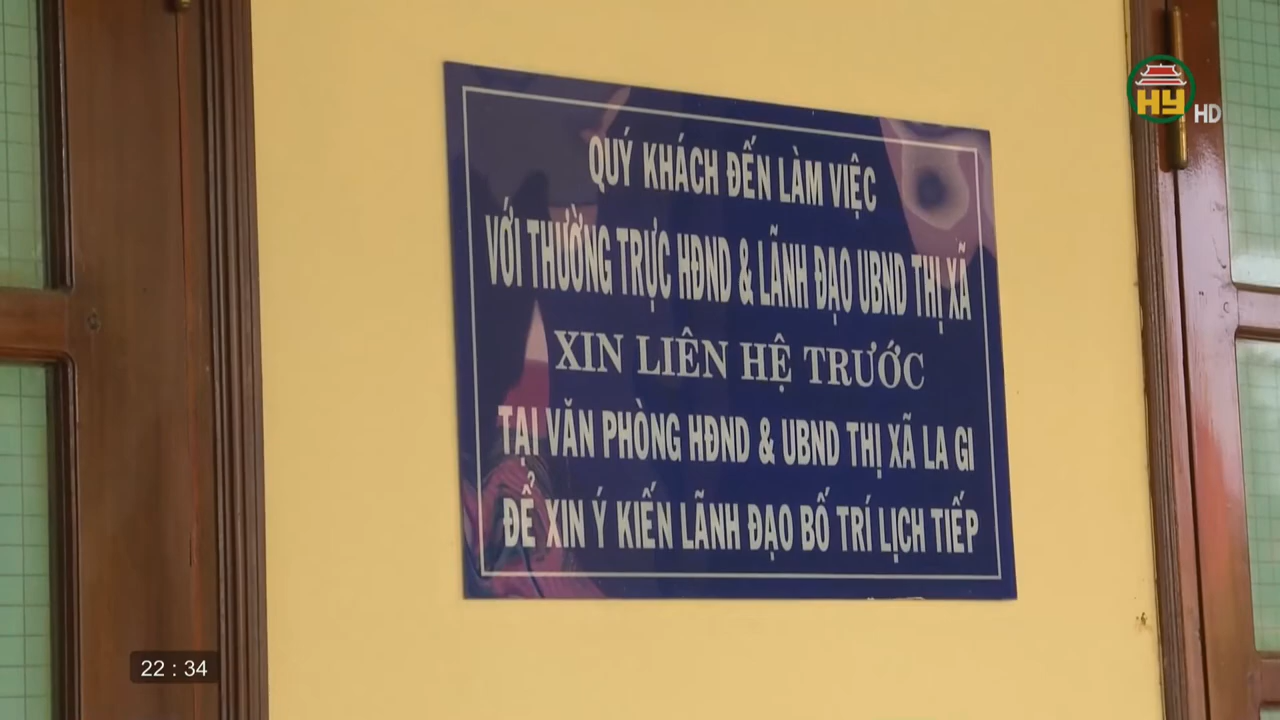 HY HD
QUÝ KHÁCH ĐẾN LÀM VIỆC
VỚI THƯỜNG TRỰC HĐND & LÃNH ĐẠO UBND THỊ XÃ
XIN LIÊN HỆ TRƯỚC
TẠI VĂN PHÒNG HĐND & UBND THỊ XÃ LA GI
ĐỂ XIN Ý KIẾN LÃNH ĐẠO BỐ TRÍ LỊCH TIẾP
22 : 34